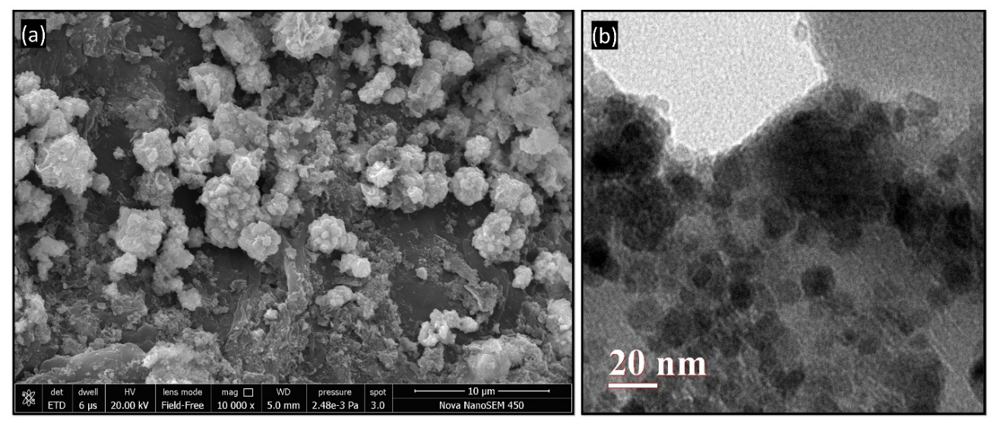 (a)
(b)
20 nm
det dwell HV lens mode mag WD pressure spot 10 µm
ETD 6 µs 20.00 kV Field-Free 10 000 x 5.0 mm 2.48e-3 Pa 3.0 Nova NanoSEM 450